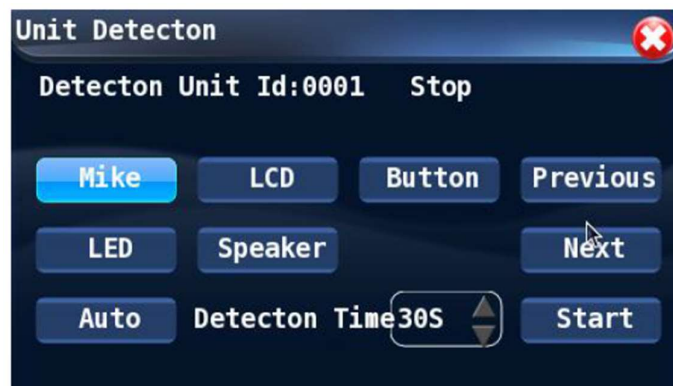 Unit Detecton
Detecton Unit Id:0001 Stop
Mike LCD Button Previous
LED Speaker Next
Auto Detecton Time 30S Start